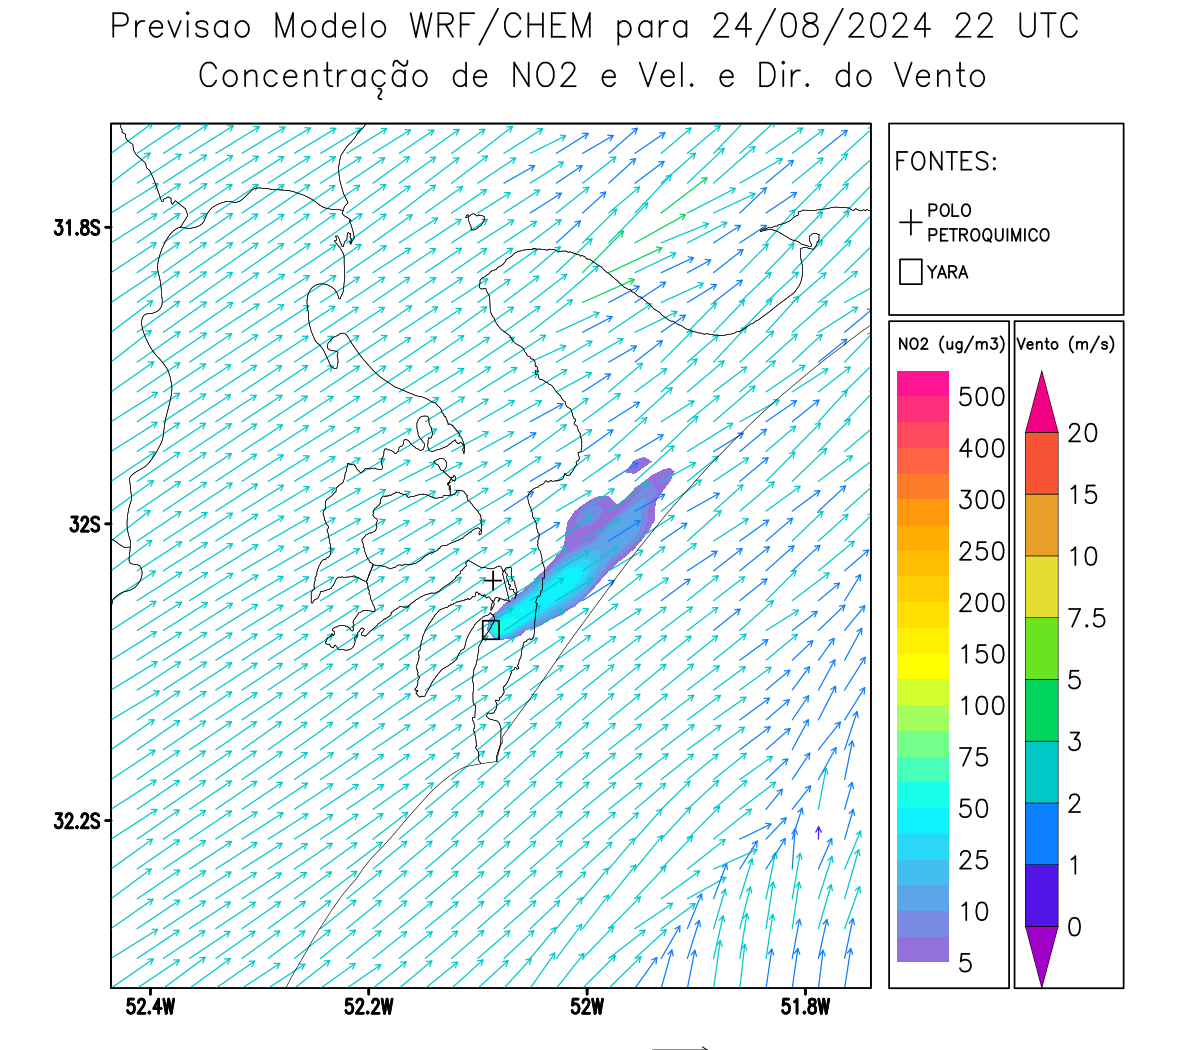 Previsao Modelo WRF/CHEM para 24/08/2024 22 UTC
Concentração de NO2 e Vel. e Dir. do Vento
FONTES:
POLO
PETROQUIMICO
YARA
31.8S
32S
32.2S
52.4W
52.2W
52W
51.8W
NO2 (ug/m3)
500
400
300
250
200
150
100
75
50
25
10
5
Vento (m/s)
20
15
10
7.5
5
3
2
1
0